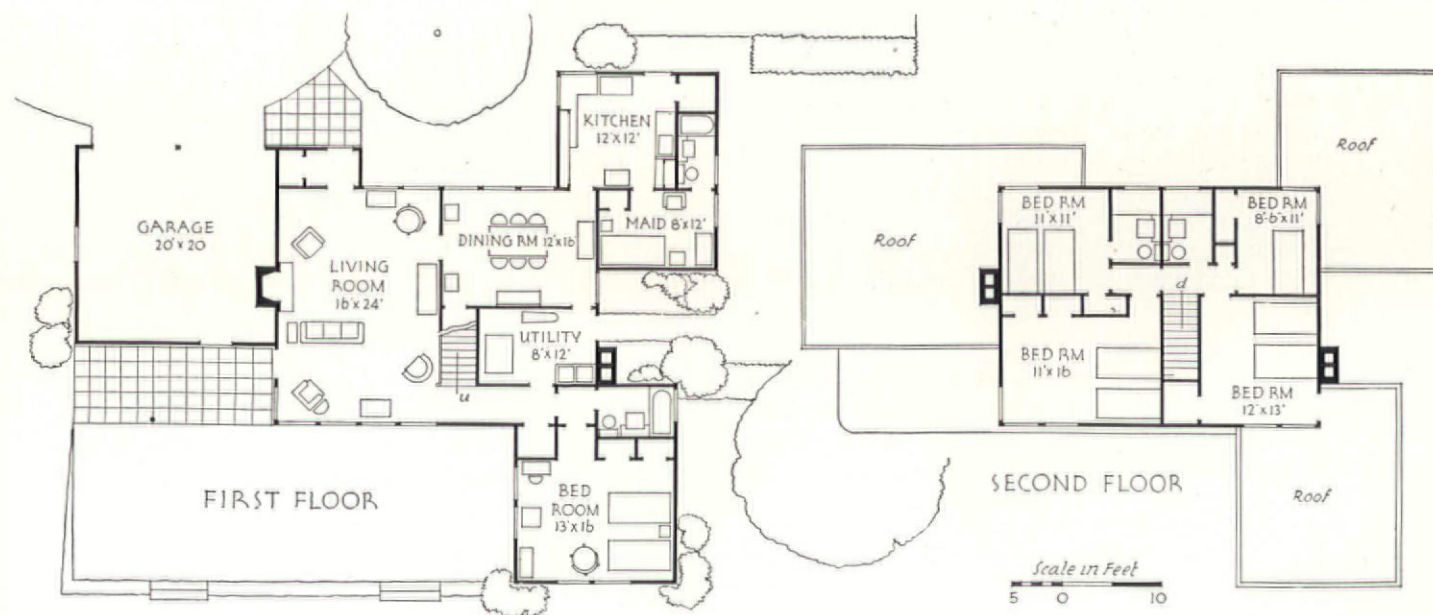 KITCHEN
12'X12'
GARAGE
20'x20
DINING RM 12'x16'
MAID 8'x12'
LIVING
ROOM
16'x24'
UTILITY
8'x12'
u
FIRST FLOOR
BED
ROOM
13'x16
Roof
BED RM
11'x11'
BED RM
8'-6"x11'
Roof
d
BED RM
11'x16
BED RM
12'x13'
SECOND FLOOR
Roof
Scale in Feet
5 0 10